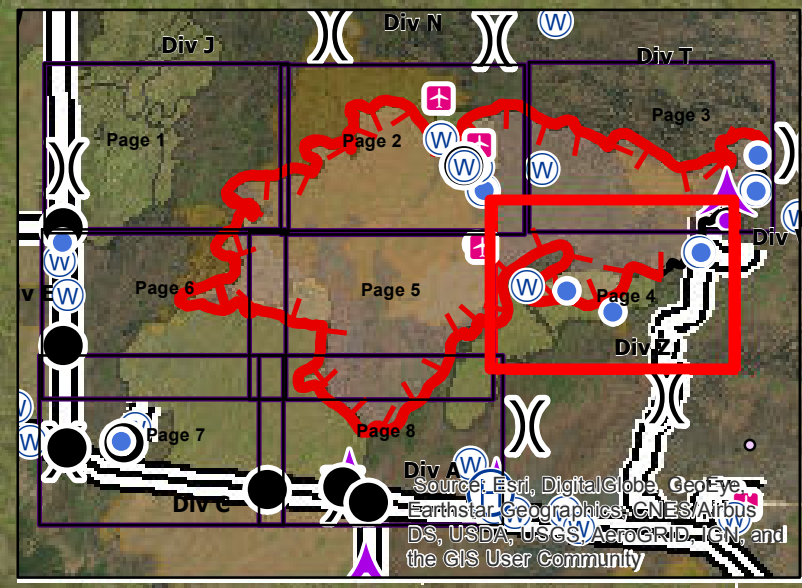 Div N
Div J
Div T
W
Page 3
Page 1
Page 2
W
W
W
W
Div
W
Page 6
Page 5
W
Page 4
W
Div Z
W
W
W
Page 7
Page 8
Div A
W
Div C
Source: Esri, DigitalGlobe, GeoEye,
Earthstar Geographics, CNES/Airbus
DS, USDA, USGS, AeroGRID, IGN, and
the GIS User Community